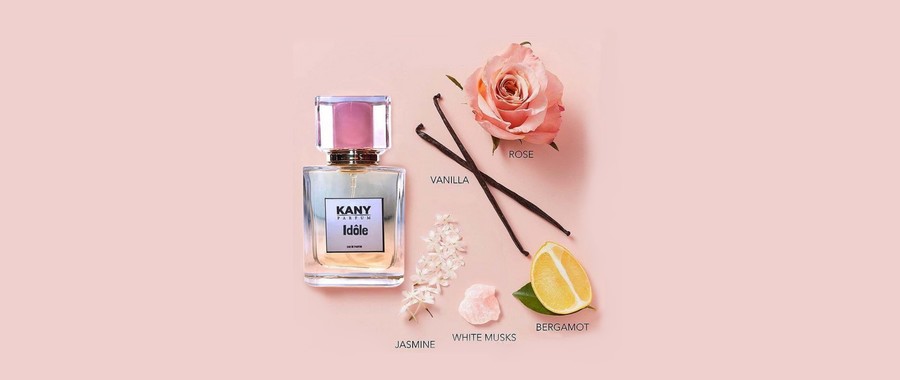 ROSE
VANILLA
KANY
PARFUM
Idôle
BERGAMOT
WHITE MUSKS
JASMINE